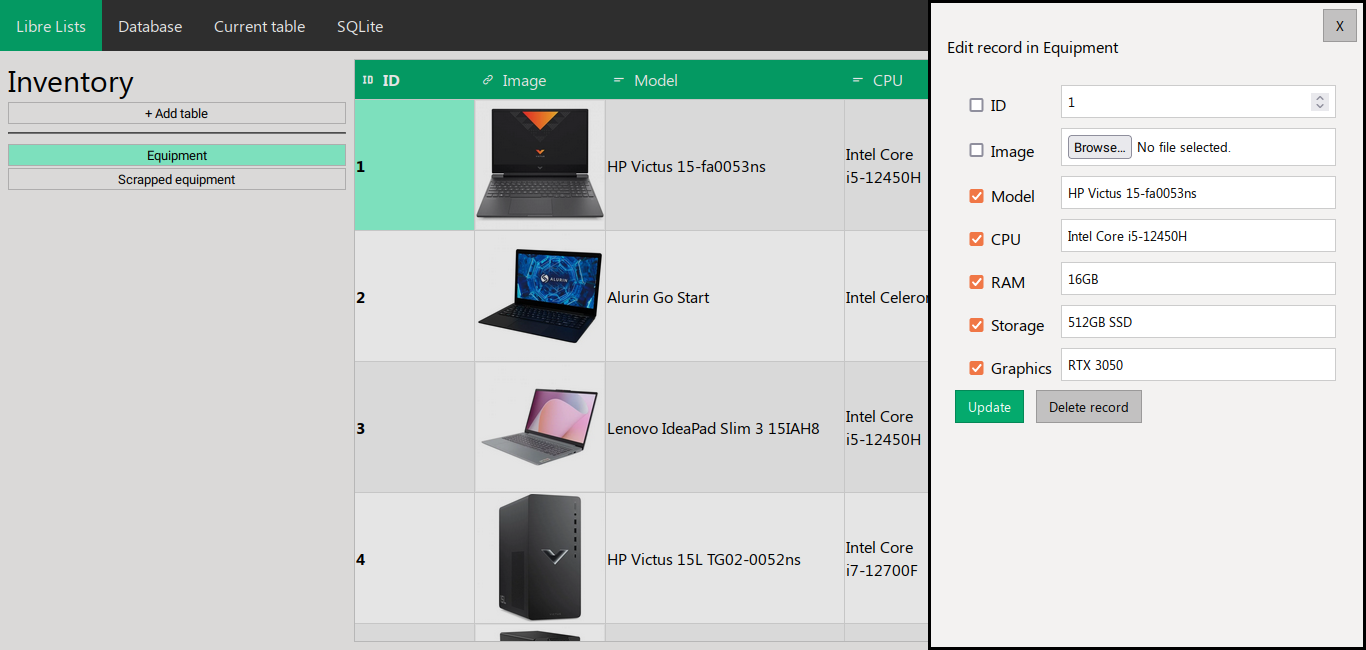 Libre Lists
Database
Current table
SQLite
Inventory
+ Add table
Equipment
Scrapped equipment
ID ID
Image
Model
CPU
1
HP Victus 15-fa0053ns
Intel Core
i5-12450H
2
ALURIN
Alurin Go Start
Intel Celeron
3
Lenovo IdeaPad Slim 3 15IAH8
Intel Core
i5-12450H
4
HP Victus 15L TG02-0052ns
Intel Core
i7-12700F
X
Edit record in Equipment
ID
1
Image
Browse...
No file selected.
Model
HP Victus 15-fa0053ns
CPU
Intel Core i5-12450H
RAM
16GB
Storage
512GB SSD
Graphics
RTX 3050
Update
Delete record